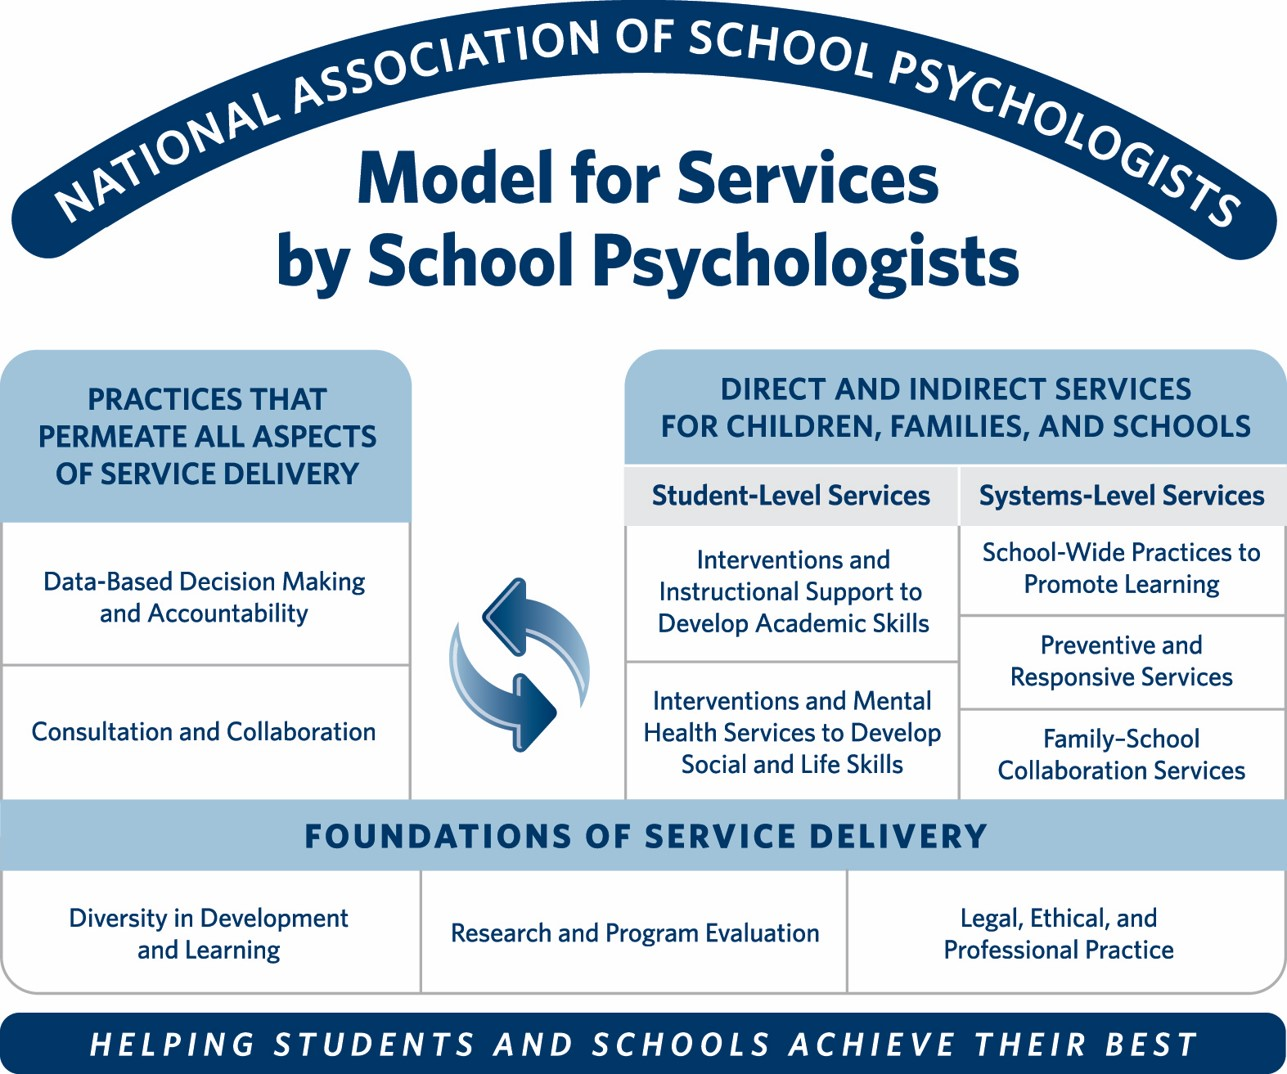 NATIONAL ASSOCIATION OF SCHOOL PSYCHOLOGISTS
Model for Services
by School Psychologists
PRACTICES THAT
PERMEATE ALL ASPECTS
OF SERVICE DELIVERY
Data-Based Decision Making
and Accountability
Consultation and Collaboration
DIRECT AND INDIRECT SERVICES
FOR CHILDREN, FAMILIES, AND SCHOOLS
Student-Level Services
Interventions and
Instructional Support to
Develop Academic Skills
Interventions and Mental
Health Services to Develop
Social and Life Skills
Systems-Level Services
School-Wide Practices to
Promote Learning
Preventive and
Responsive Services
Family–School
Collaboration Services
FOUNDATIONS OF SERVICE DELIVERY
Diversity in Development
and Learning
Research and Program Evaluation
Legal, Ethical, and
Professional Practice
HELPING STUDENTS AND SCHOOLS ACHIEVE THEIR BEST